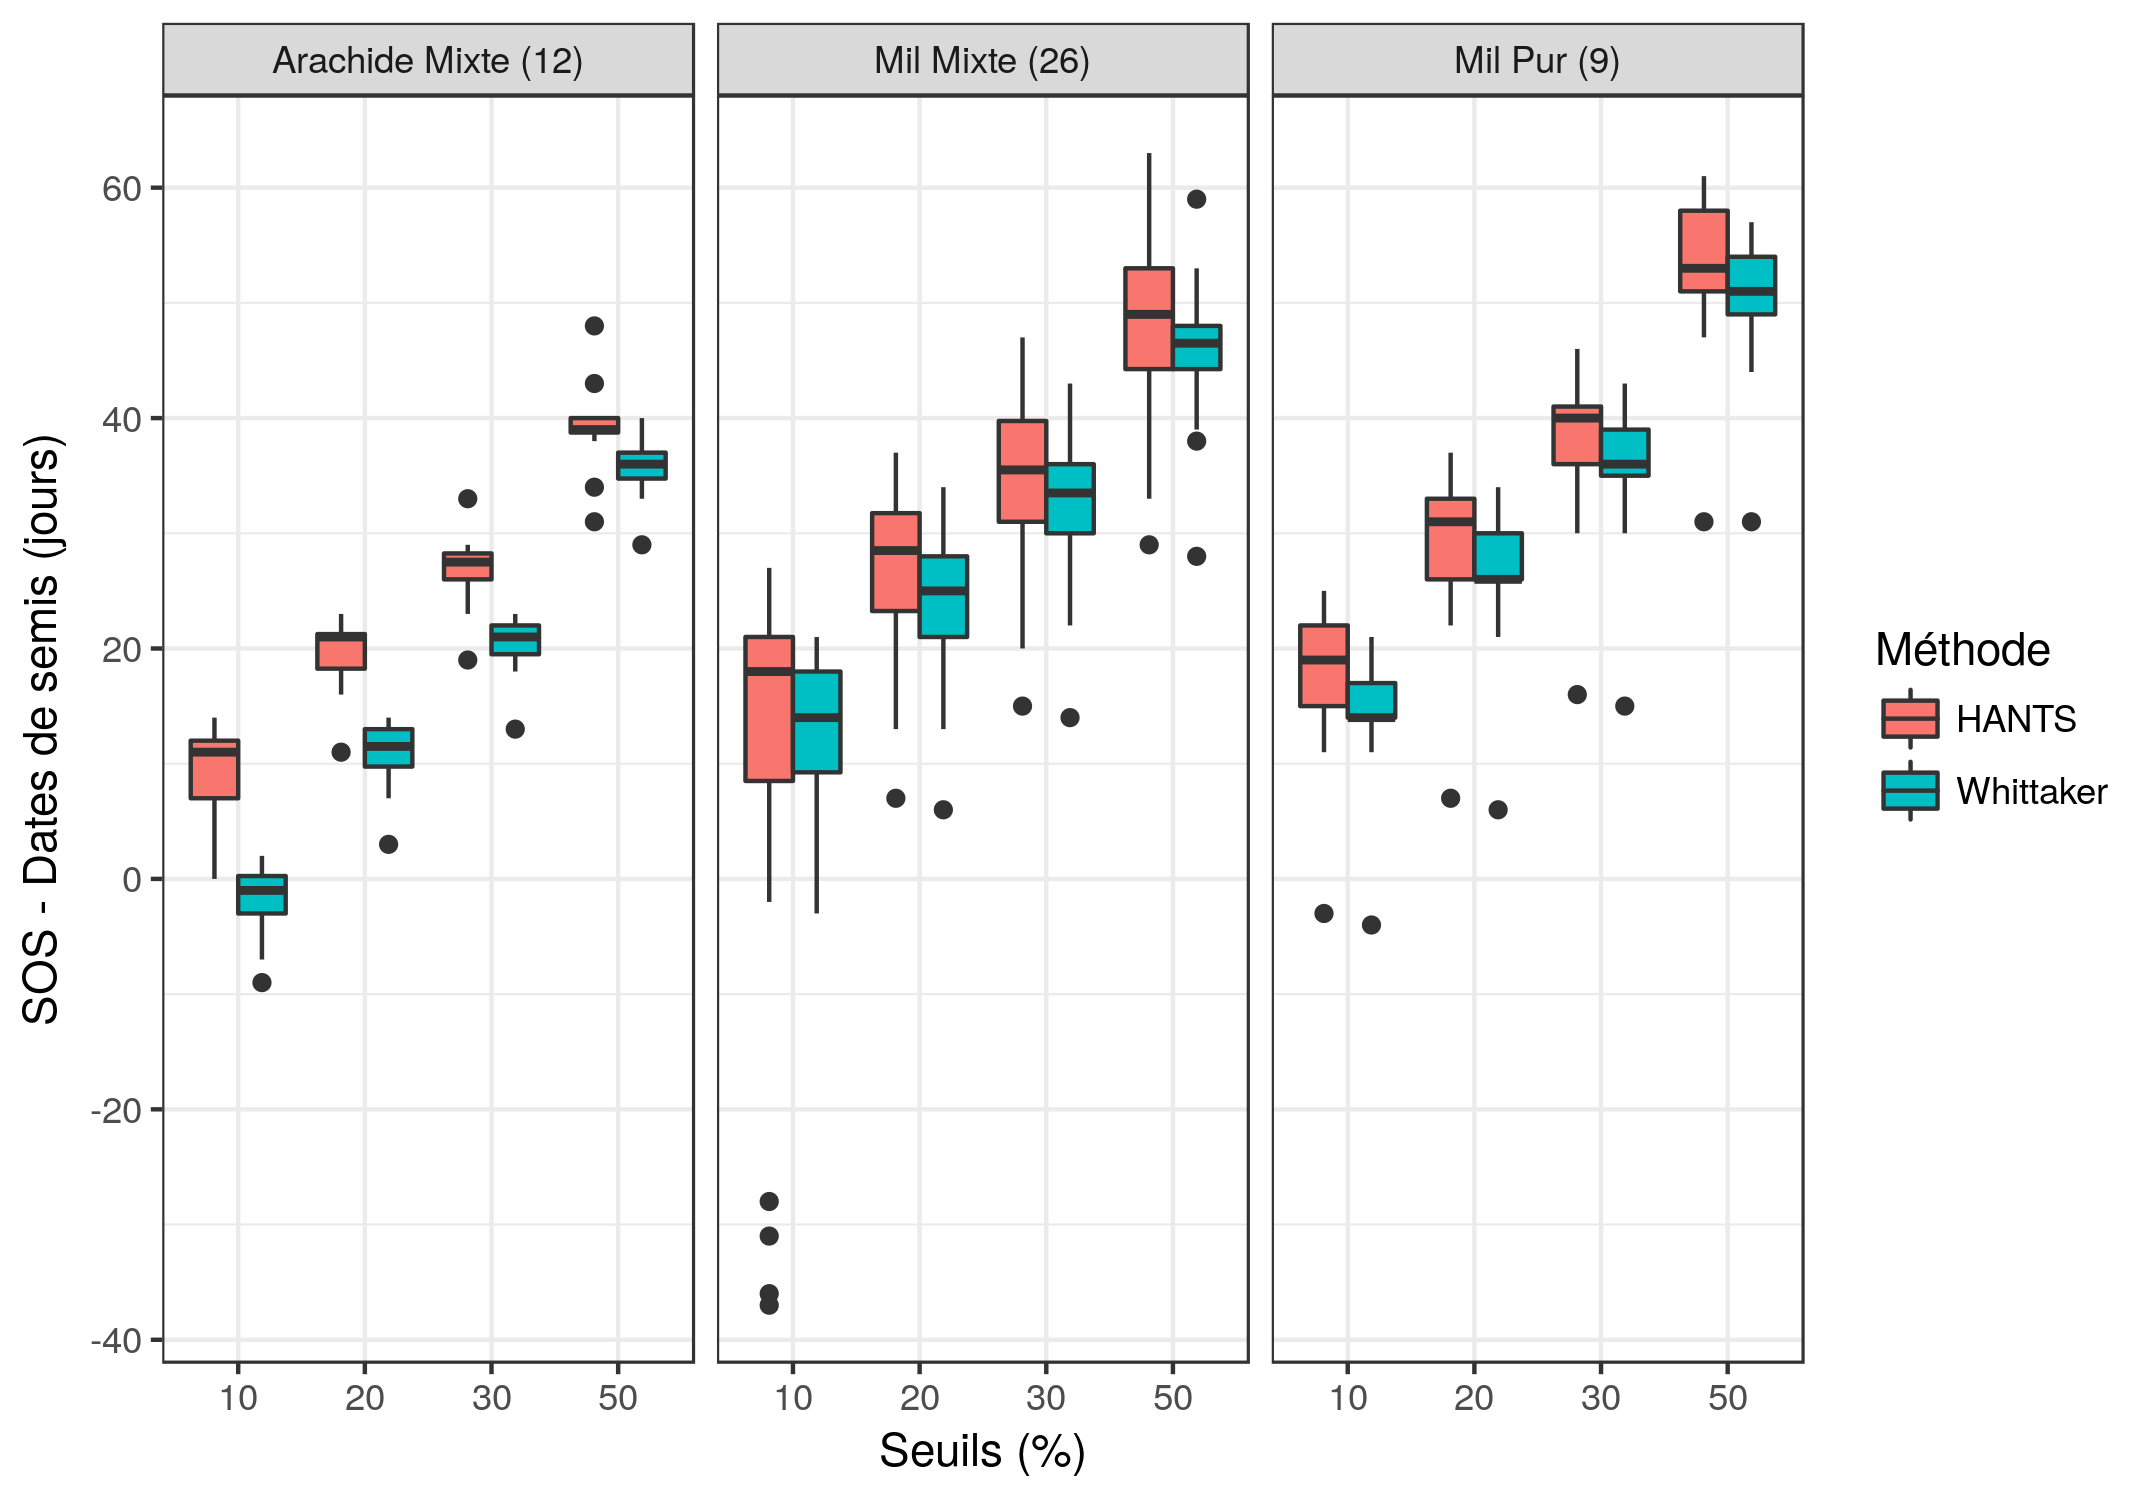 Arachide Mixte (12)
Mil Mixte (26)
Mil Pur (9)
SOS - Dates de semis (jours)
60
40
20
0
-20
-40
10 20 30 50
10 20 30 50
10 20 30 50
Seuils (%)
Méthode
HANTS
Whittaker